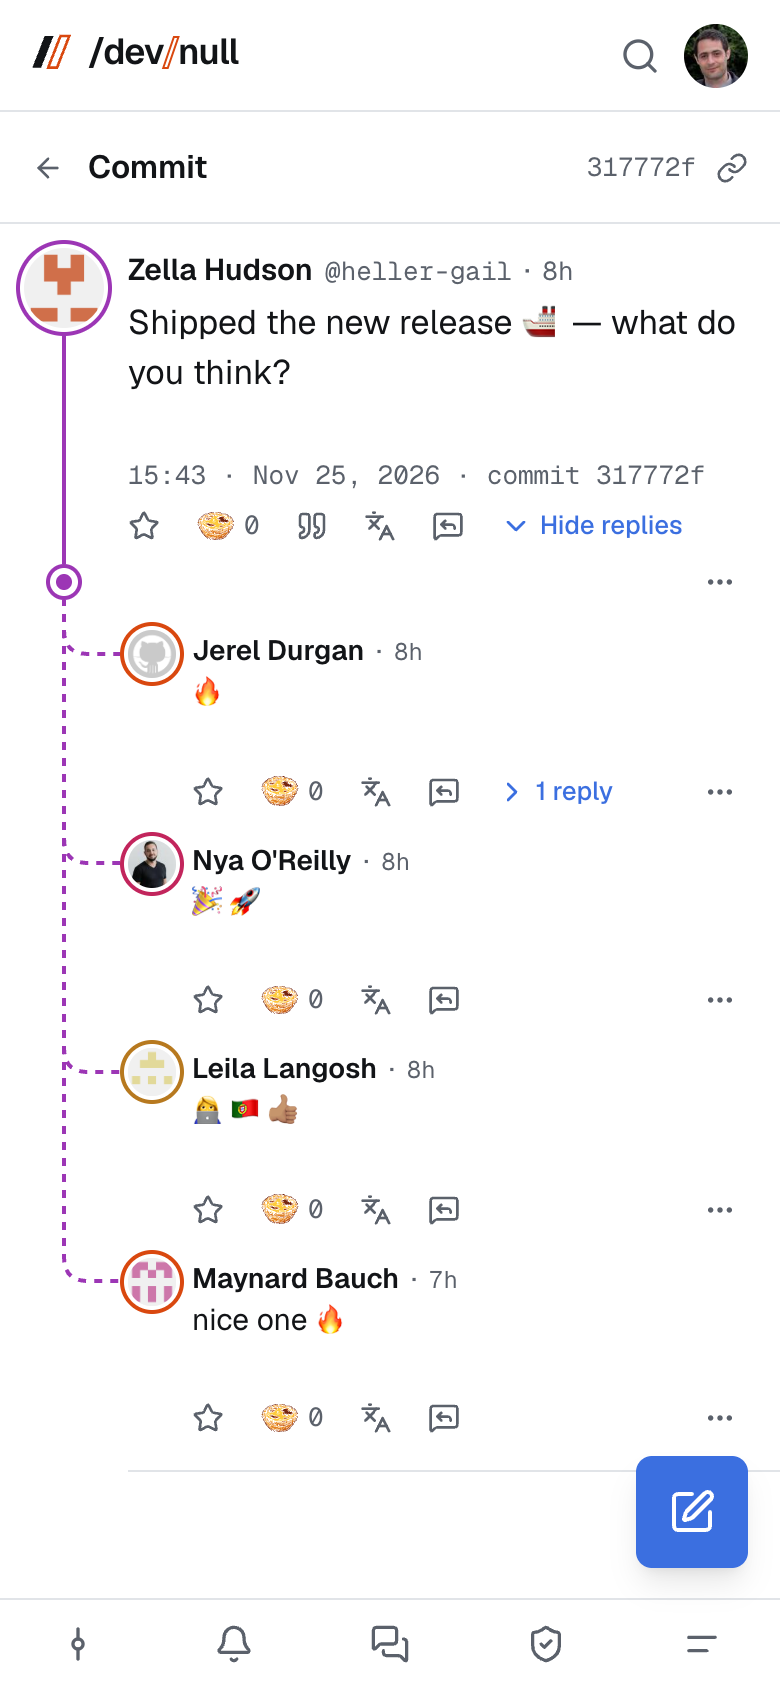 /dev/null
Commit
317772f
Zella Hudson @heller-gail · 8h
Shipped the new release 🚢 — what do
you think?
15:43 · Nov 25, 2026 · commit 317772f
0
Hide replies
Jerel Durgan · 8h
🔥
0
1 reply
Nya O'Reilly · 8h
🎉 🚀
0
Leila Langosh · 8h
👩‍💻 🇵🇹 👍🏽
0
Maynard Bauch · 7h
nice one 🔥
0